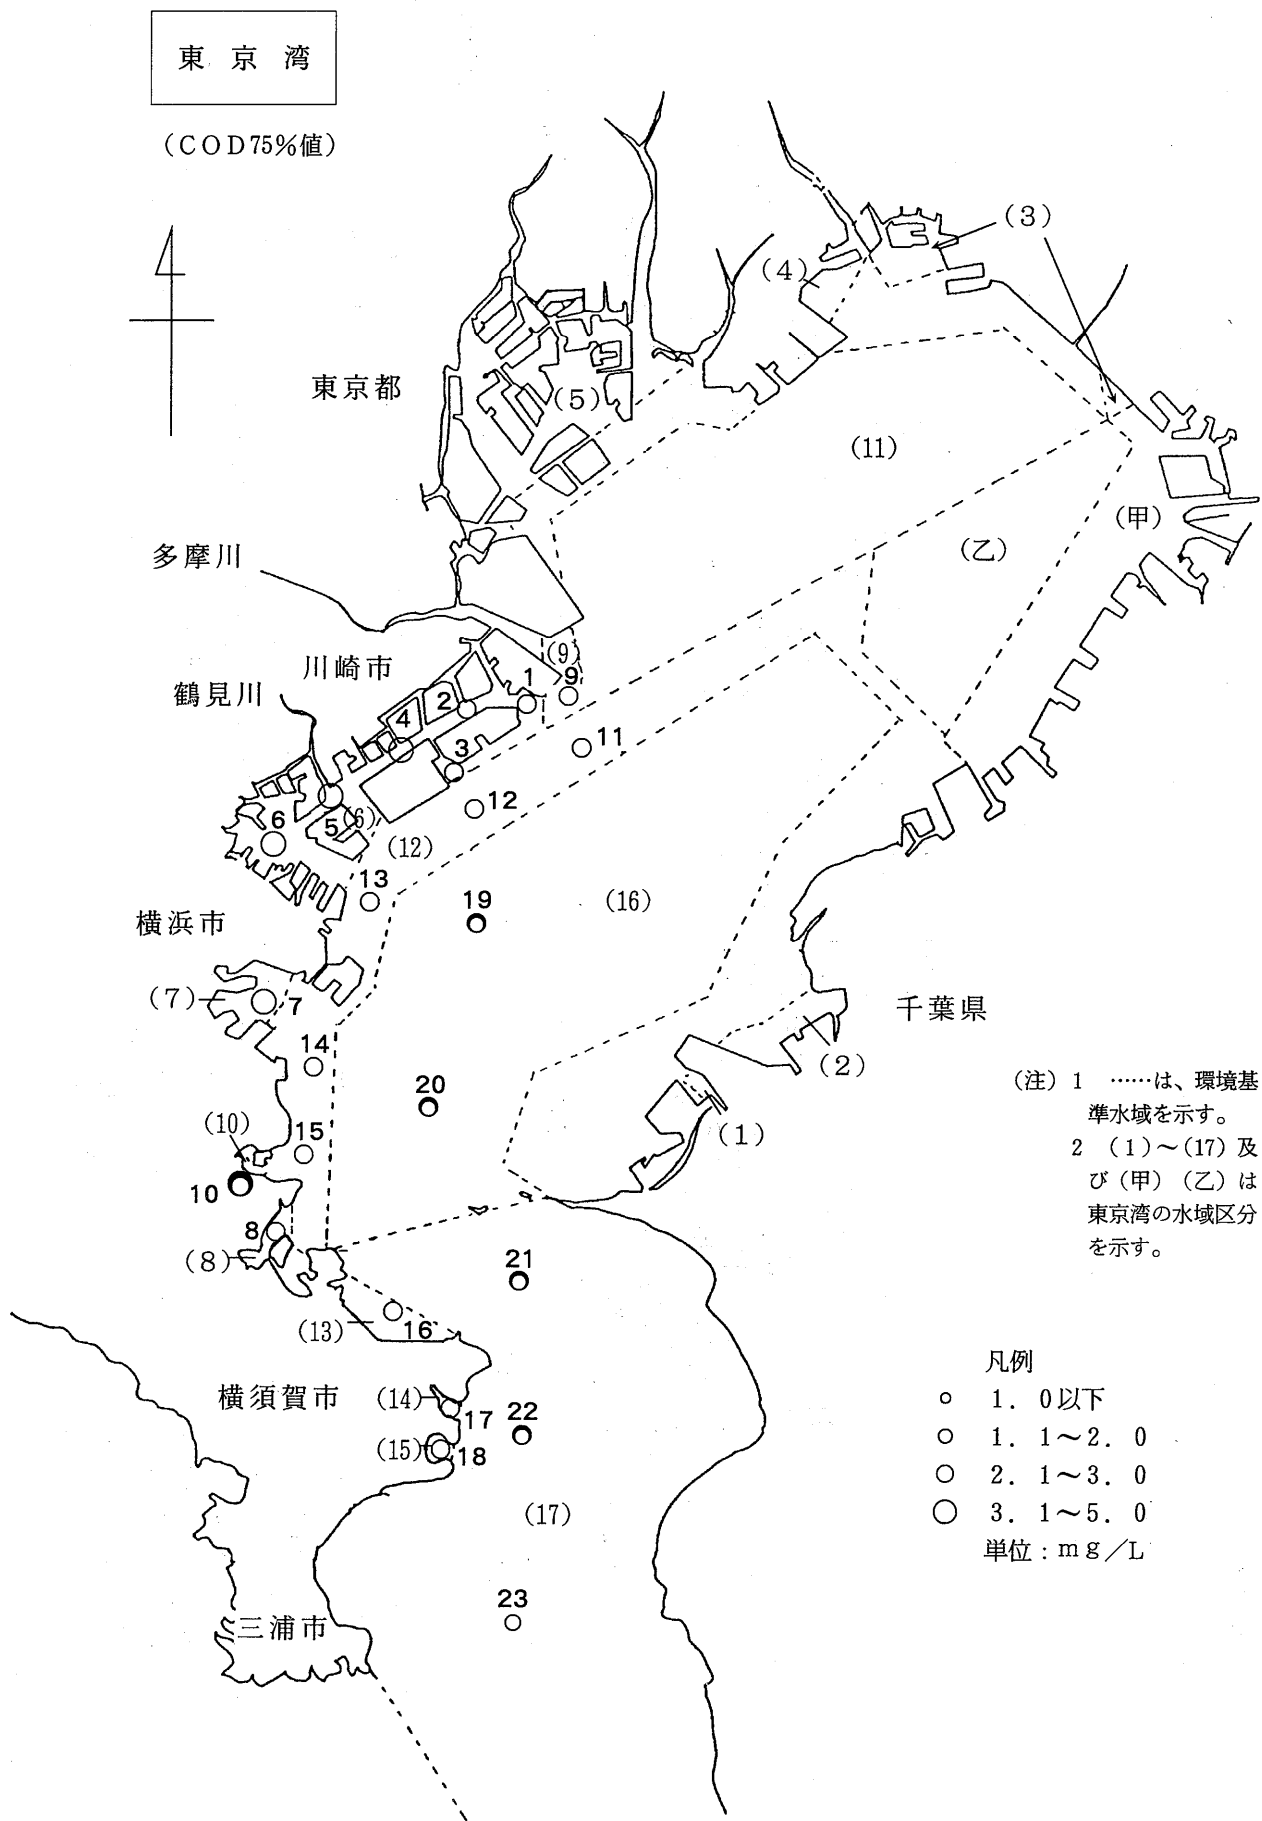 東京湾
（COD75％値）
（3）
（4）
東京都
（5）
（11）
（甲）
（乙）
多摩川
川崎市
（9）
鶴見川
1
9
2
4
3
11
12
6
5
（6）
（12）
13
19
（16）
横浜市
（7）
7
千葉県
14
（2）
20
（注）1 ……は、環境基
準水域を示す。
2 （1）～（17）及
び（甲）（乙）は
東京湾の水域区分
を示す。
（10）
15
（1）
10
8
（8）
21
（13）
16
凡例
○ 1．0以下
○ 1．1～2．0
○ 2．1～3．0
○ 3．1～5．0
単位：mg／L
横須賀市
（14）
17
22
（15）
18
（17）
23
三浦市